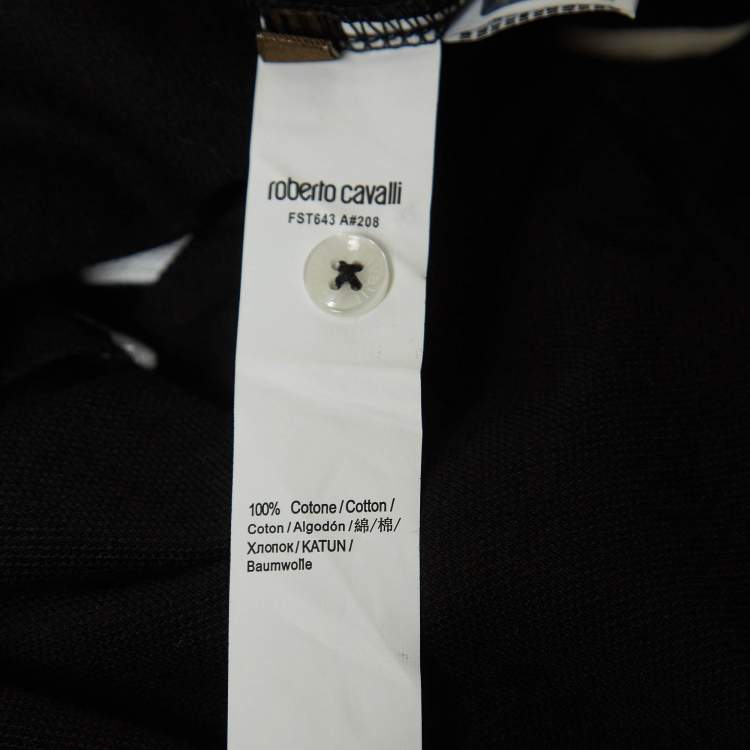 roberto cavalli
FST643 A#208
100% Cotone/Cotton/
Coton/Algodón/綿/棉/
Хлопок/KATUN/
Baumwolle